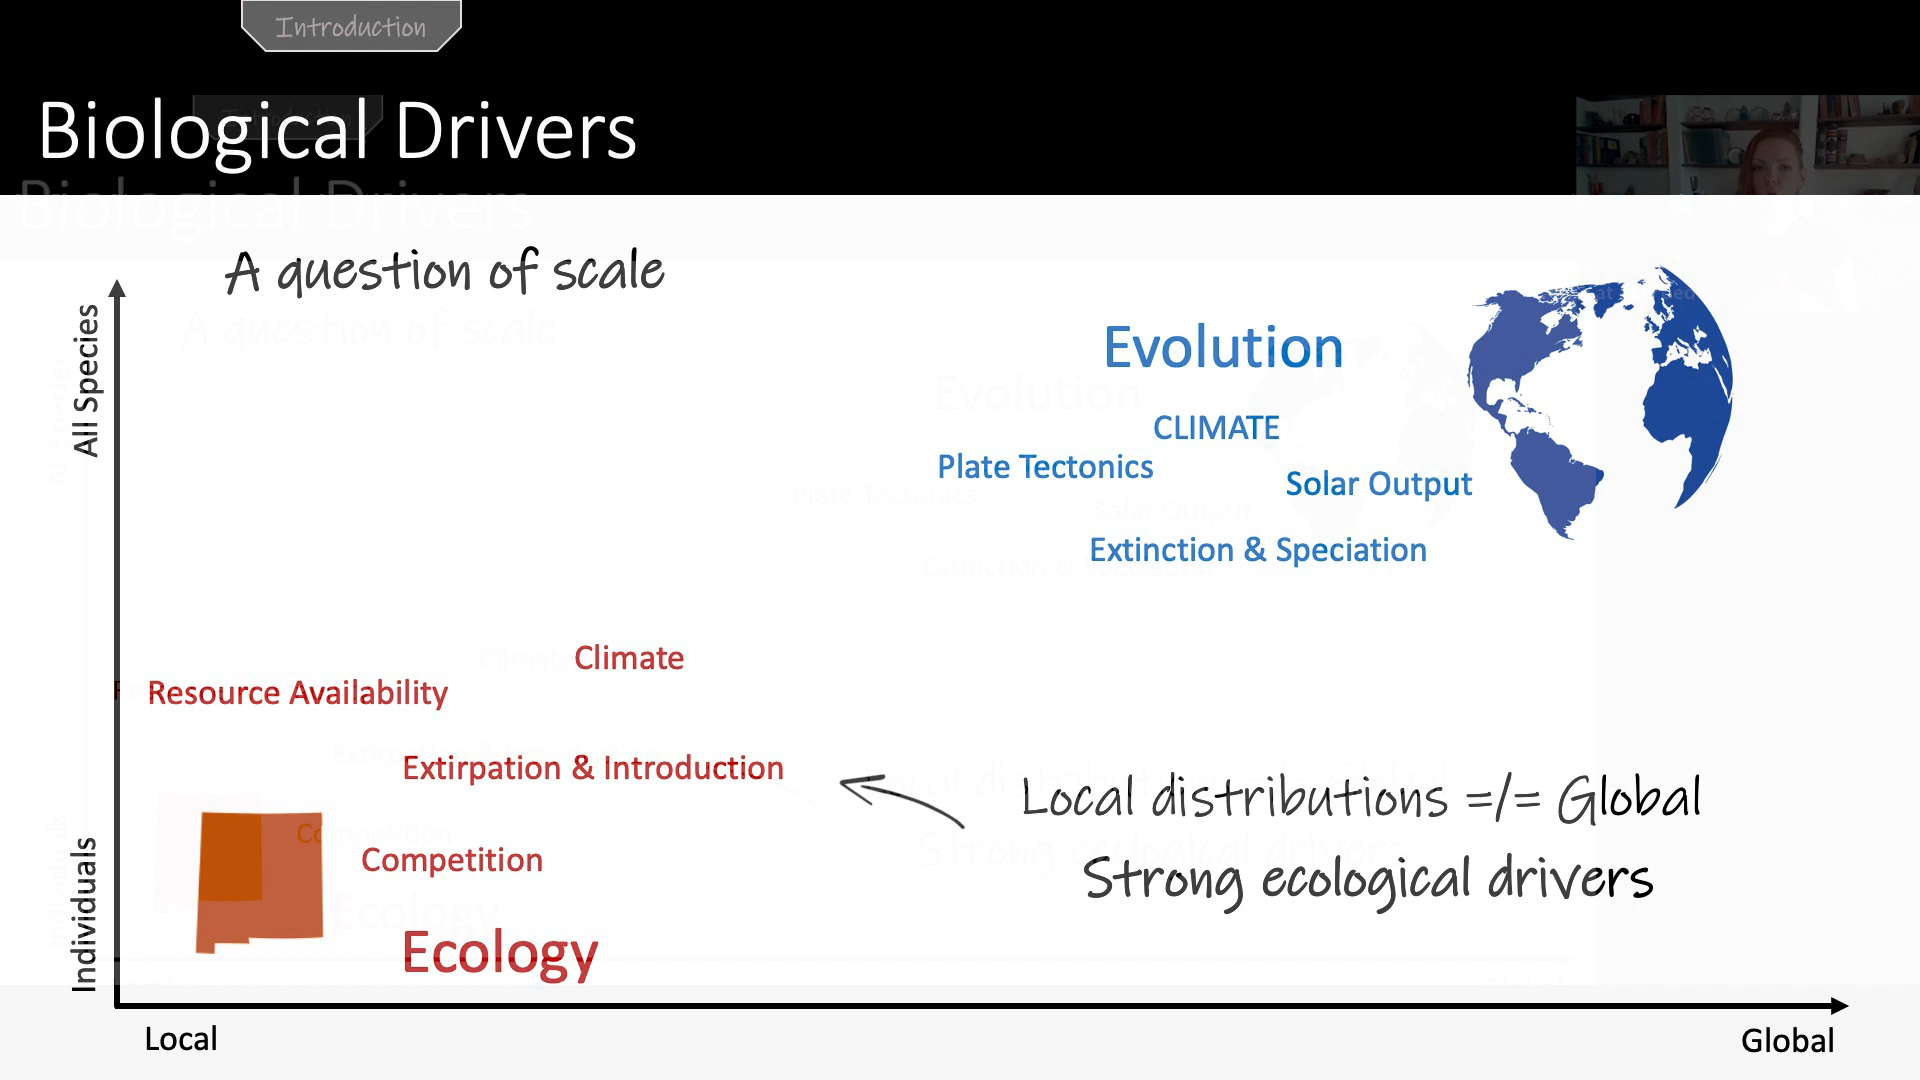 Introduction
Biological Drivers
A question of scale
All Species
Evolution
CLIMATE
Plate Tectonics
Solar Output
Extinction & Speciation
Climate
Resource Availability
Extirpation & Introduction
Local distributions =/= Global
Competition
Strong ecological drivers
Individuals
Ecology
Local
Global